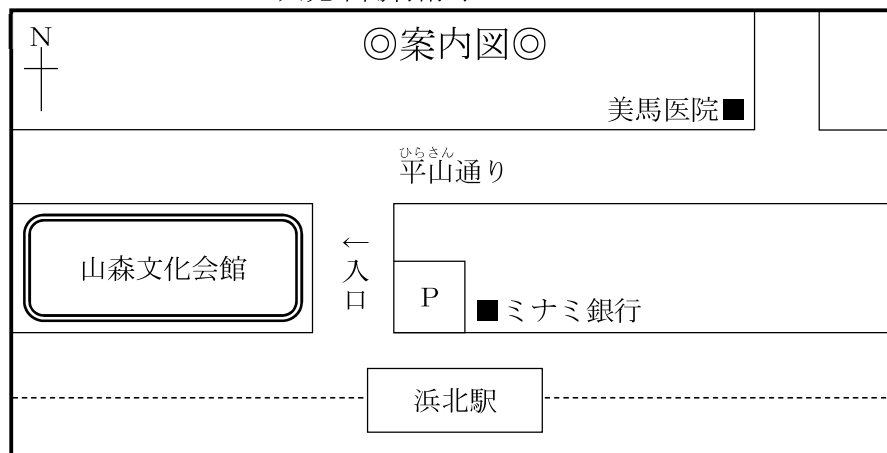 N
◎案内図◎
美馬医院■
ひらさん
平山通り
山森文化会館
←入口
P
■ミナミ銀行
浜北駅